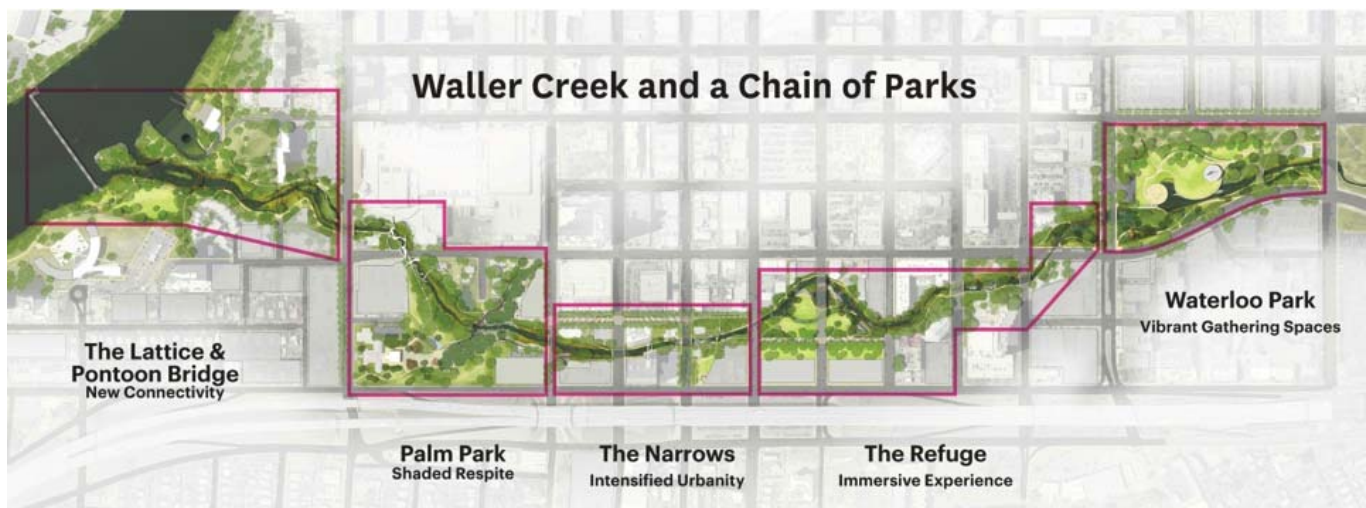 Waller Creek and a Chain of Parks
The Lattice &
Pontoon Bridge
New Connectivity
Palm Park
Shaded Respite
The Narrows
Intensified Urbanity
The Refuge
Immersive Experience
Waterloo Park
Vibrant Gathering Spaces